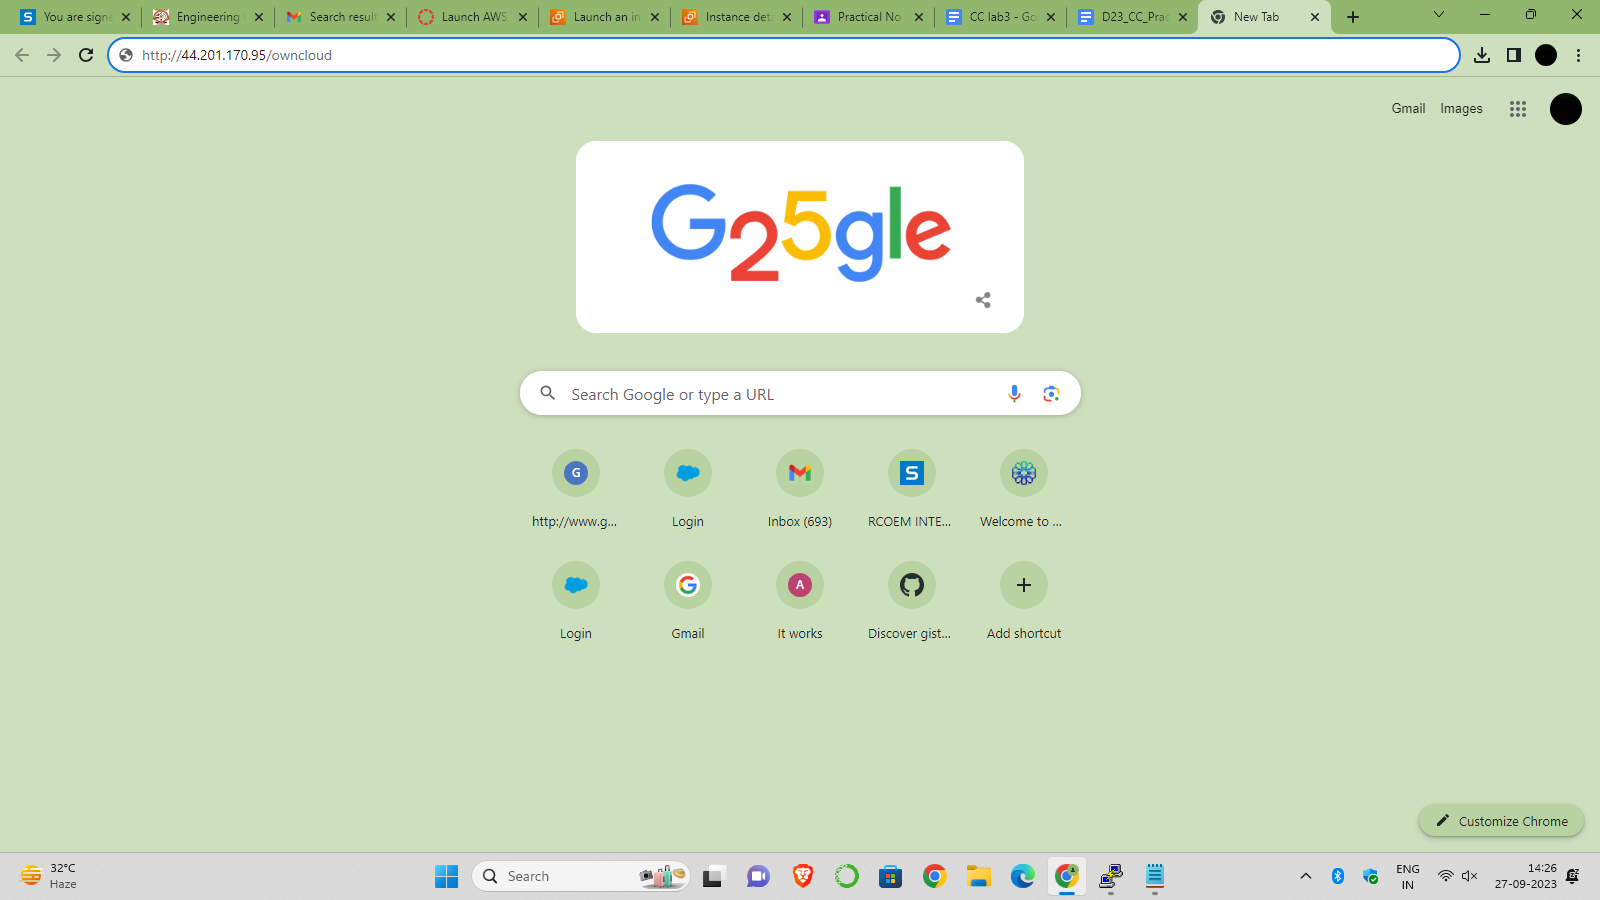 You are signe
Engineering
Search result
Launch AWS
Launch an in
Instance deta
Practical No
CC lab3 - Go
D23_CC_Prac
New Tab
http://44.201.170.95/owncloud
Gmail Images
G25gle
Search Google or type a URL
G
S
http://www.g...
Login
Inbox (693)
RCOEM INTE...
Welcome to ...
A
Login
Gmail
It works
Discover gist...
Add shortcut
Customize Chrome
32°C
Haze
Search
ENG
IN
14:26
27-09-2023